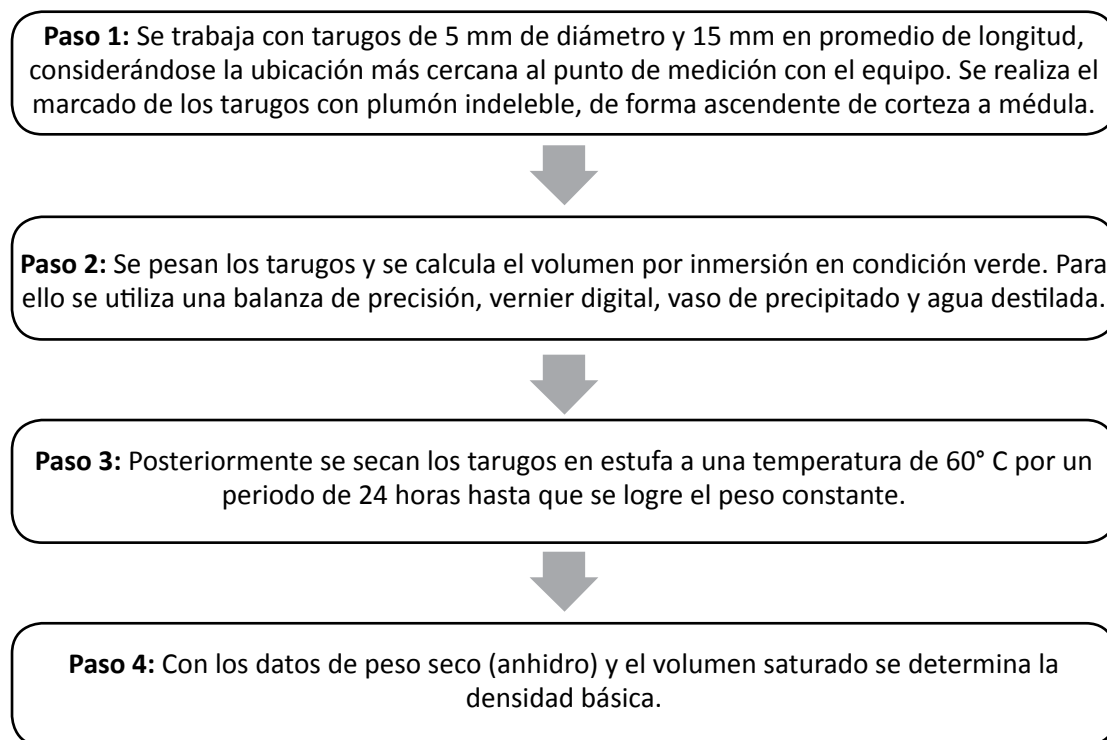 Paso 1: Se trabaja con tarugos de 5 mm de diámetro y 15 mm en promedio de longitud,
considerándose la ubicación más cercana al punto de medición con el equipo. Se realiza el
marcado de los tarugos con plumón indeleble, de forma ascendente de corteza a médula.
Paso 2: Se pesan los tarugos y se calcula el volumen por inmersión en condición verde. Para
ello se utiliza una balanza de precisión, vernier digital, vaso de precipitado y agua destilada.
Paso 3: Posteriormente se secan los tarugos en estufa a una temperatura de 60° C por un
periodo de 24 horas hasta que se logre el peso constante.
Paso 4: Con los datos de peso seco (anhidro) y el volumen saturado se determina la
densidad básica.